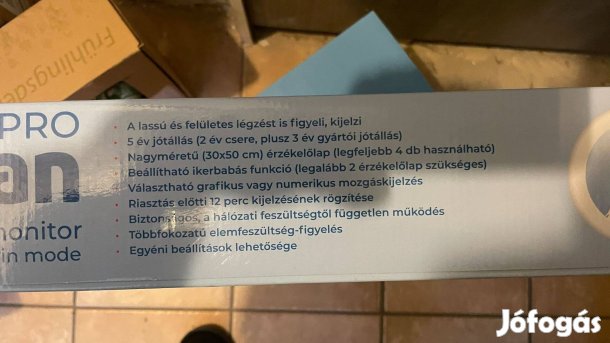 Frühlingsde
PRO
an
monitor
in mode
• A lassú és felületes légzést is figyeli, kijelzi
• 5 év jótállás (2 év csere, plusz 3 év gyártói jótállás)
• Nagyméretű (30x50 cm) érzékelőlap (legfeljebb 4 db használható)
• Beállítható ikerbabás funkció (legalább 2 érzékelőlap szükséges)
• Választható grafikus vagy numerikus mozgáskijelzés
• Riasztás előtti 12 perc kijelzésének rögzítése
• Biztonságos, a hálózati feszültségtől független működés
• Többfokozatú elemfeszültség-figyelés
• Egyéni beállítások lehetősége
Jófogás